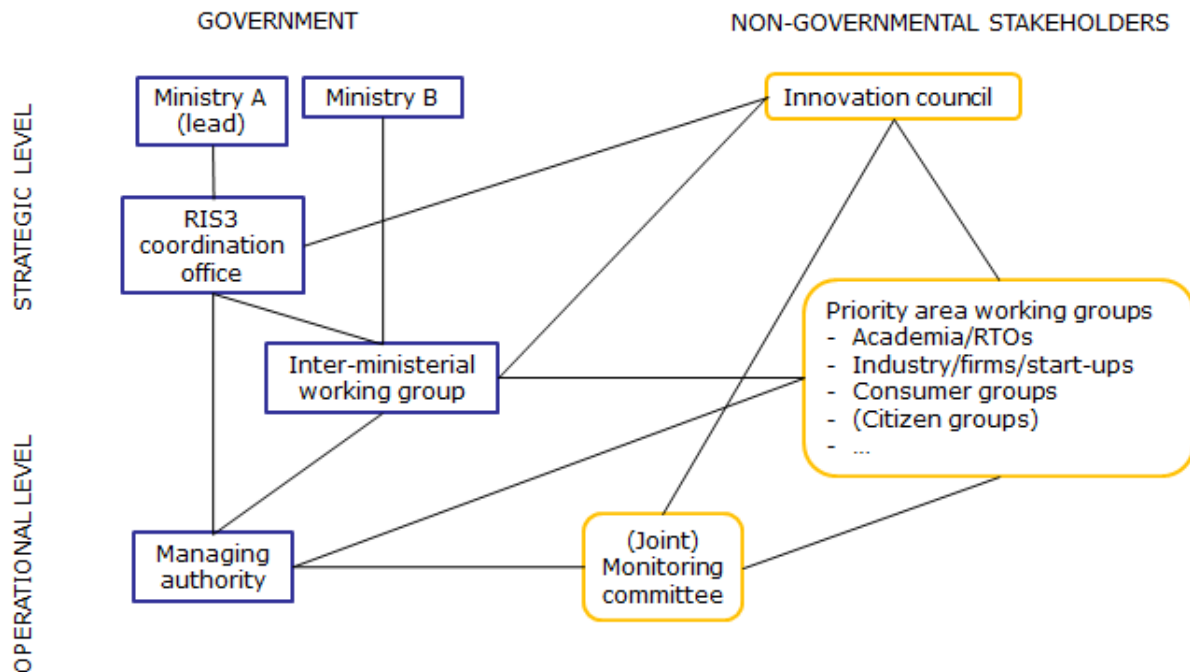 GOVERNMENT
NON-GOVERNMENTAL STAKEHOLDERS
STRATEGIC LEVEL
Ministry A
(lead)
Ministry B
Innovation council
RIS3
coordination
office
Priority area working groups
- Academia/RTOs
- Industry/firms/start-ups
- Consumer groups
- (Citizen groups)
- ...
Inter-ministerial
working group
OPERATIONAL LEVEL
Managing
authority
(Joint)
Monitoring
committee